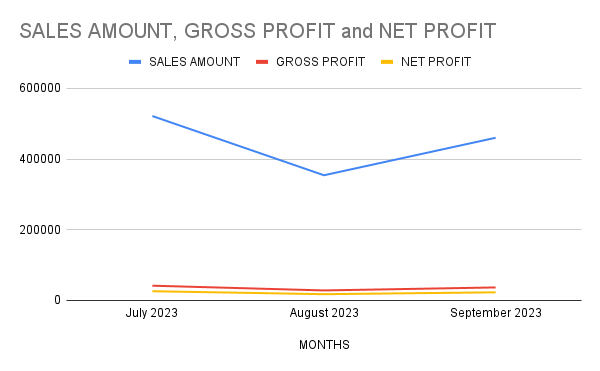 SALES AMOUNT, GROSS PROFIT and NET PROFIT
SALES AMOUNT GROSS PROFIT NET PROFIT
600000
400000
200000
0
July 2023 August 2023 September 2023
MONTHS